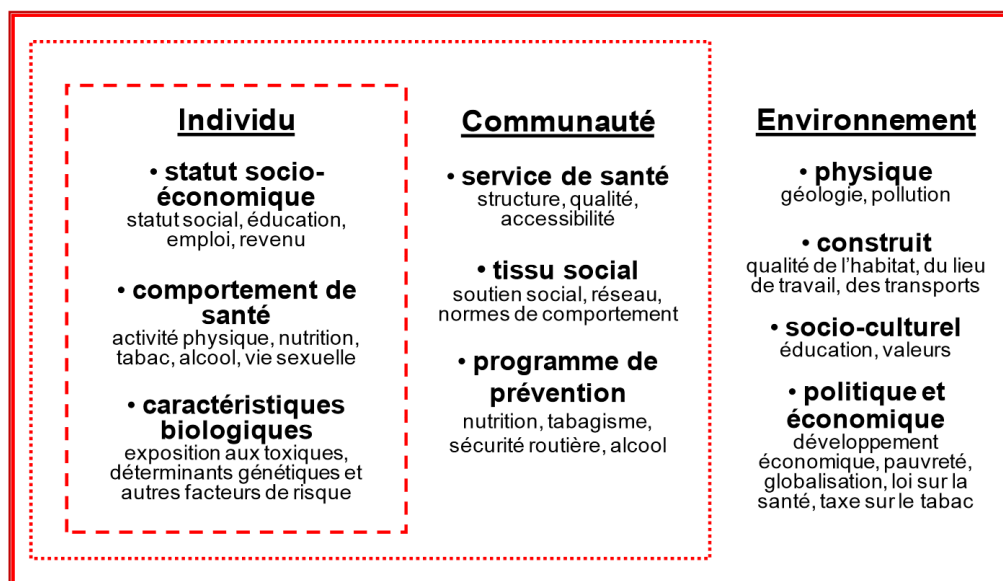 Individu
• statut socio-
économique
statut social, éducation,
emploi, revenu
• comportement de
santé
activité physique, nutrition,
tabac, alcool, vie sexuelle
• caractéristiques
biologiques
exposition aux toxiques,
déterminants génétiques et
autres facteurs de risque
Communauté
• service de santé
structure, qualité,
accessibilité
• tissu social
soutien social, réseau,
normes de comportement
• programme de
prévention
nutrition, tabagisme,
sécurité routière, alcool
Environnement
• physique
géologie, pollution
• construit
qualité de l’habitat, du lieu
de travail, des transports
• socio-culturel
éducation, valeurs
• politique et
économique
développement
économique, pauvreté,
globalisation, loi sur la
santé, taxe sur le tabac